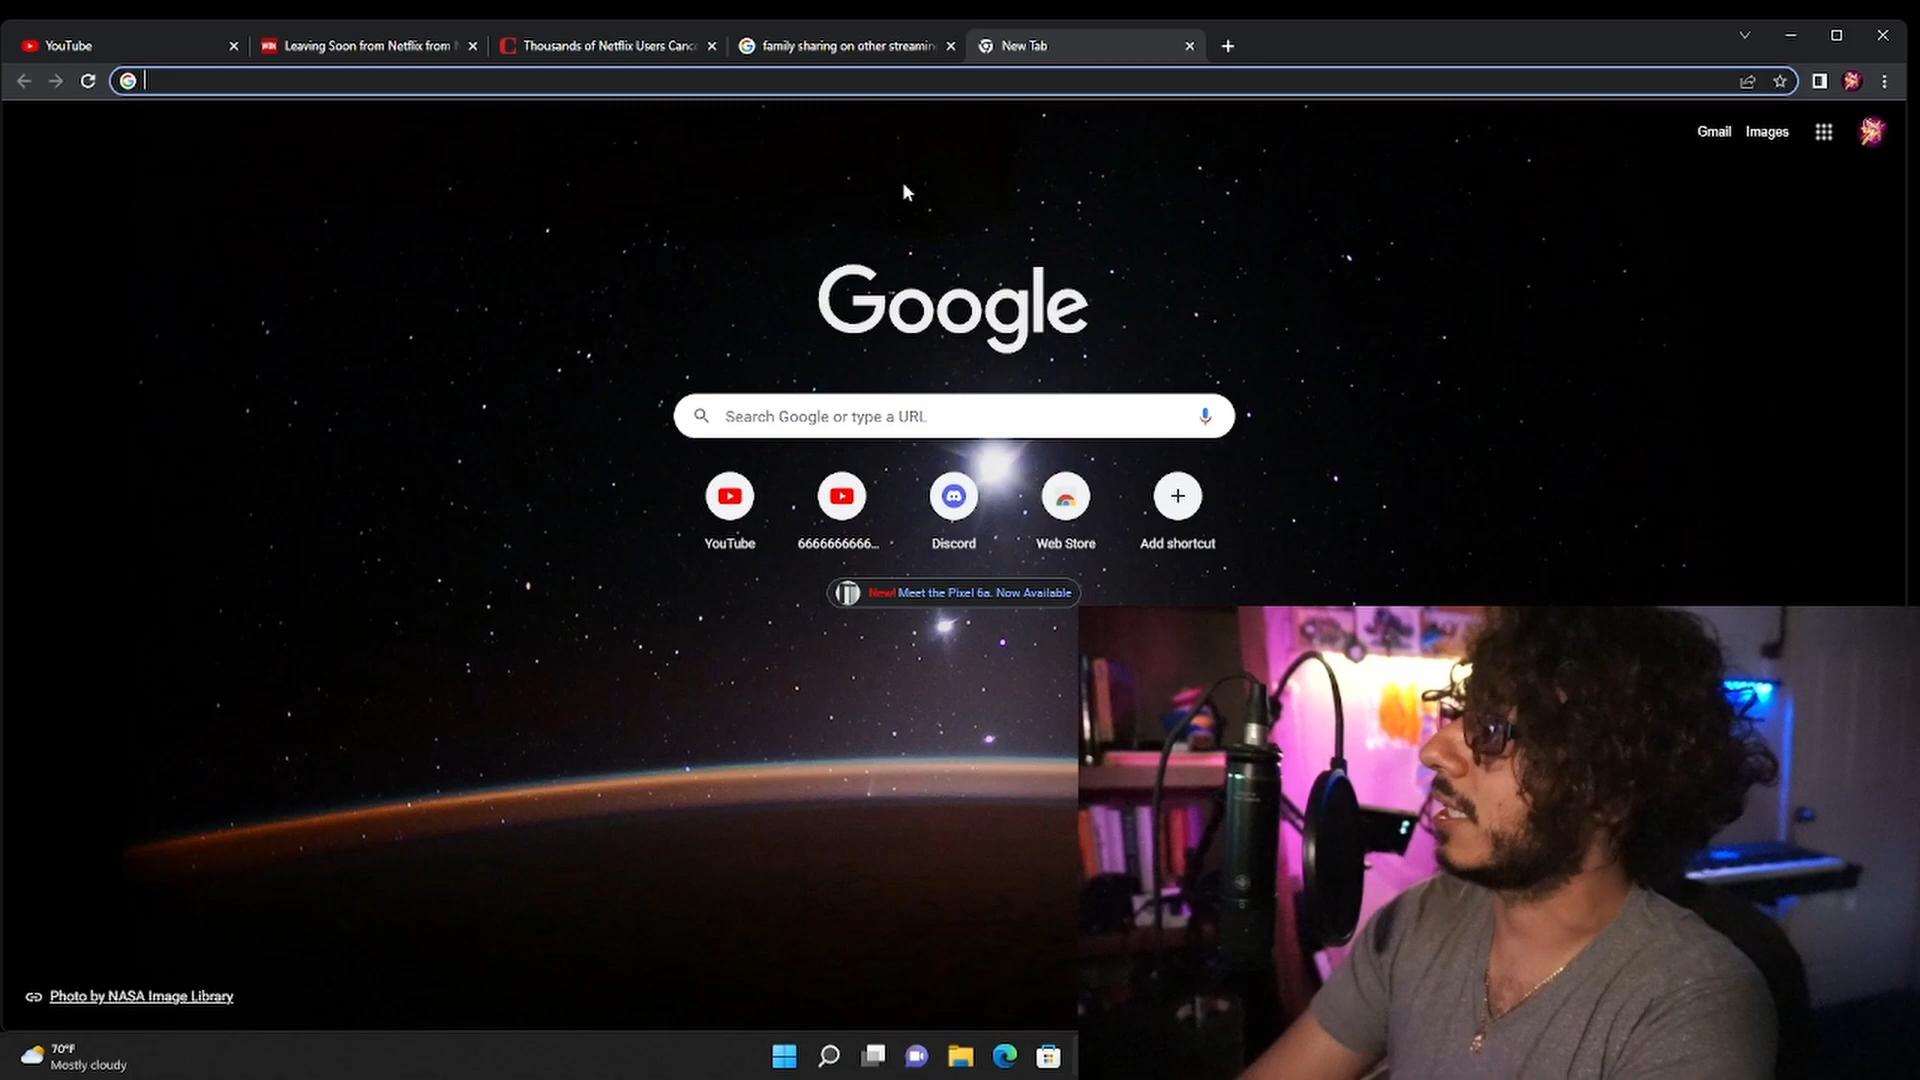 YouTube
Leaving Soon from Netflix from
Thousands of Netflix Users Canc
family sharing on other streamin
New Tab
Gmail Images
Google
Search Google or type a URL
YouTube
6666666666...
Discord
Web Store
Add shortcut
New! Meet the Pixel 6a. Now Available
Photo by NASA Image Library
70°F
Mostly cloudy